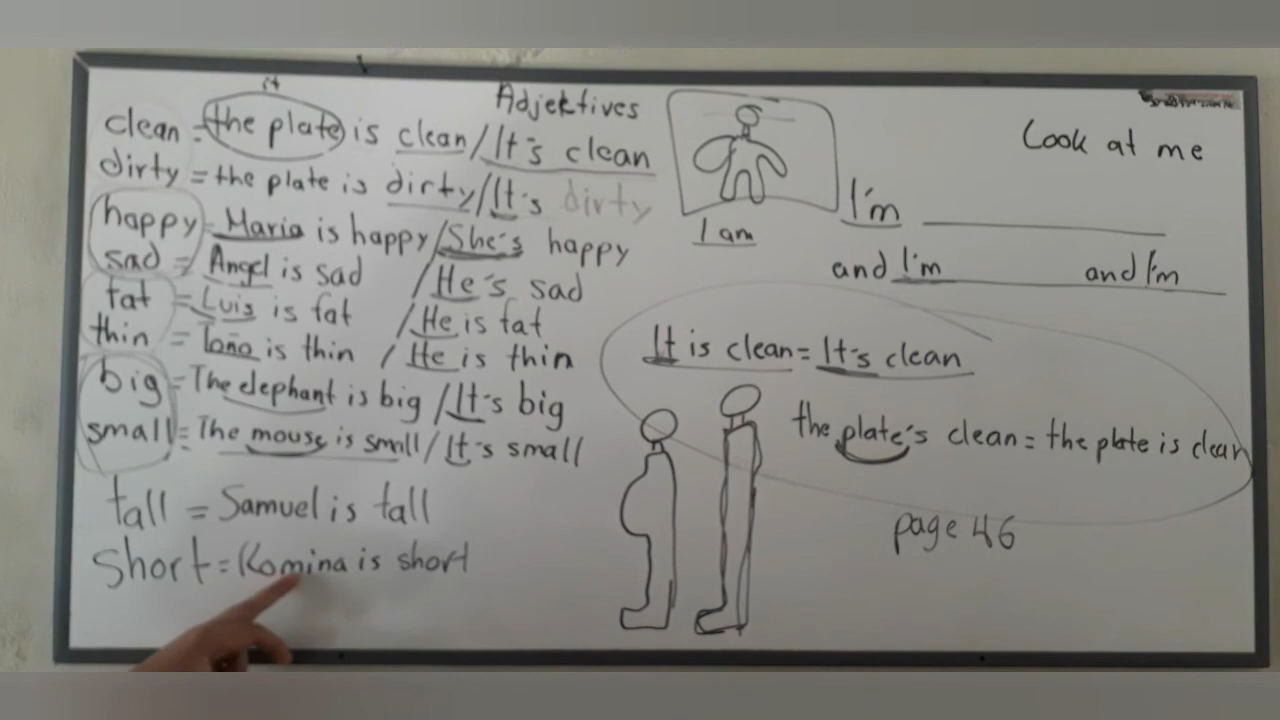 it
Adjektives
clean = the plate is clean/It's clean
dirty = the plate is dirty/It's dirty
happy = Maria is happy/She's happy
sad = Angel is sad / He's sad
fat = Luis is fat / He is fat
thin = Toño is thin / He is thin
big = The elephant is big / It's big
small = The mouse is small / It's small
tall = Samuel is tall
short = Romina is short
I am
Look at me
I'm
and I'm and I'm
It is clean = It's clean
the plate's clean = the plate is clean
page 46